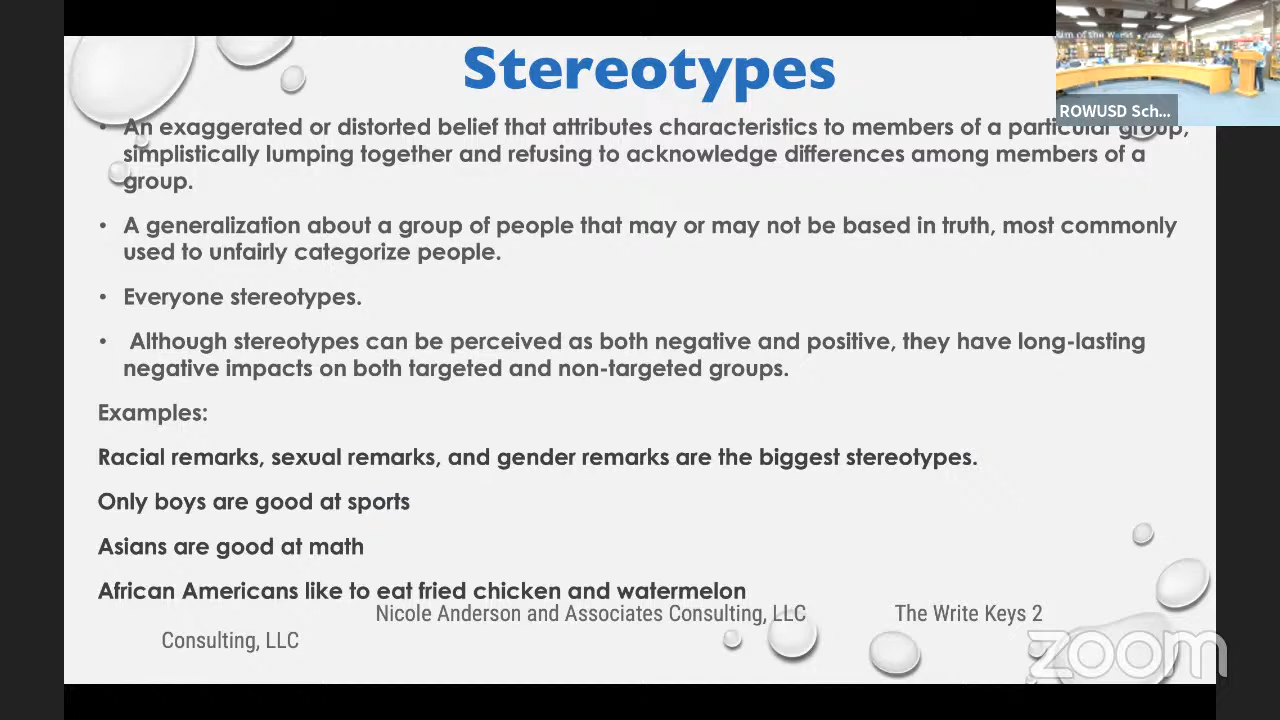 Stereotypes
• An exaggerated or distorted belief that attributes characteristics to members of a particular group,
simplistically lumping together and refusing to acknowledge differences among members of a
group.
• A generalization about a group of people that may or may not be based in truth, most commonly
used to unfairly categorize people.
• Everyone stereotypes.
• Although stereotypes can be perceived as both negative and positive, they have long-lasting
negative impacts on both targeted and non-targeted groups.
Examples:
Racial remarks, sexual remarks, and gender remarks are the biggest stereotypes.
Only boys are good at sports
Asians are good at math
African Americans like to eat fried chicken and watermelon
Nicole Anderson and Associates Consulting, LLC The Write Keys 2
Consulting, LLC
of the World
ROWUSD Sch...
zoom